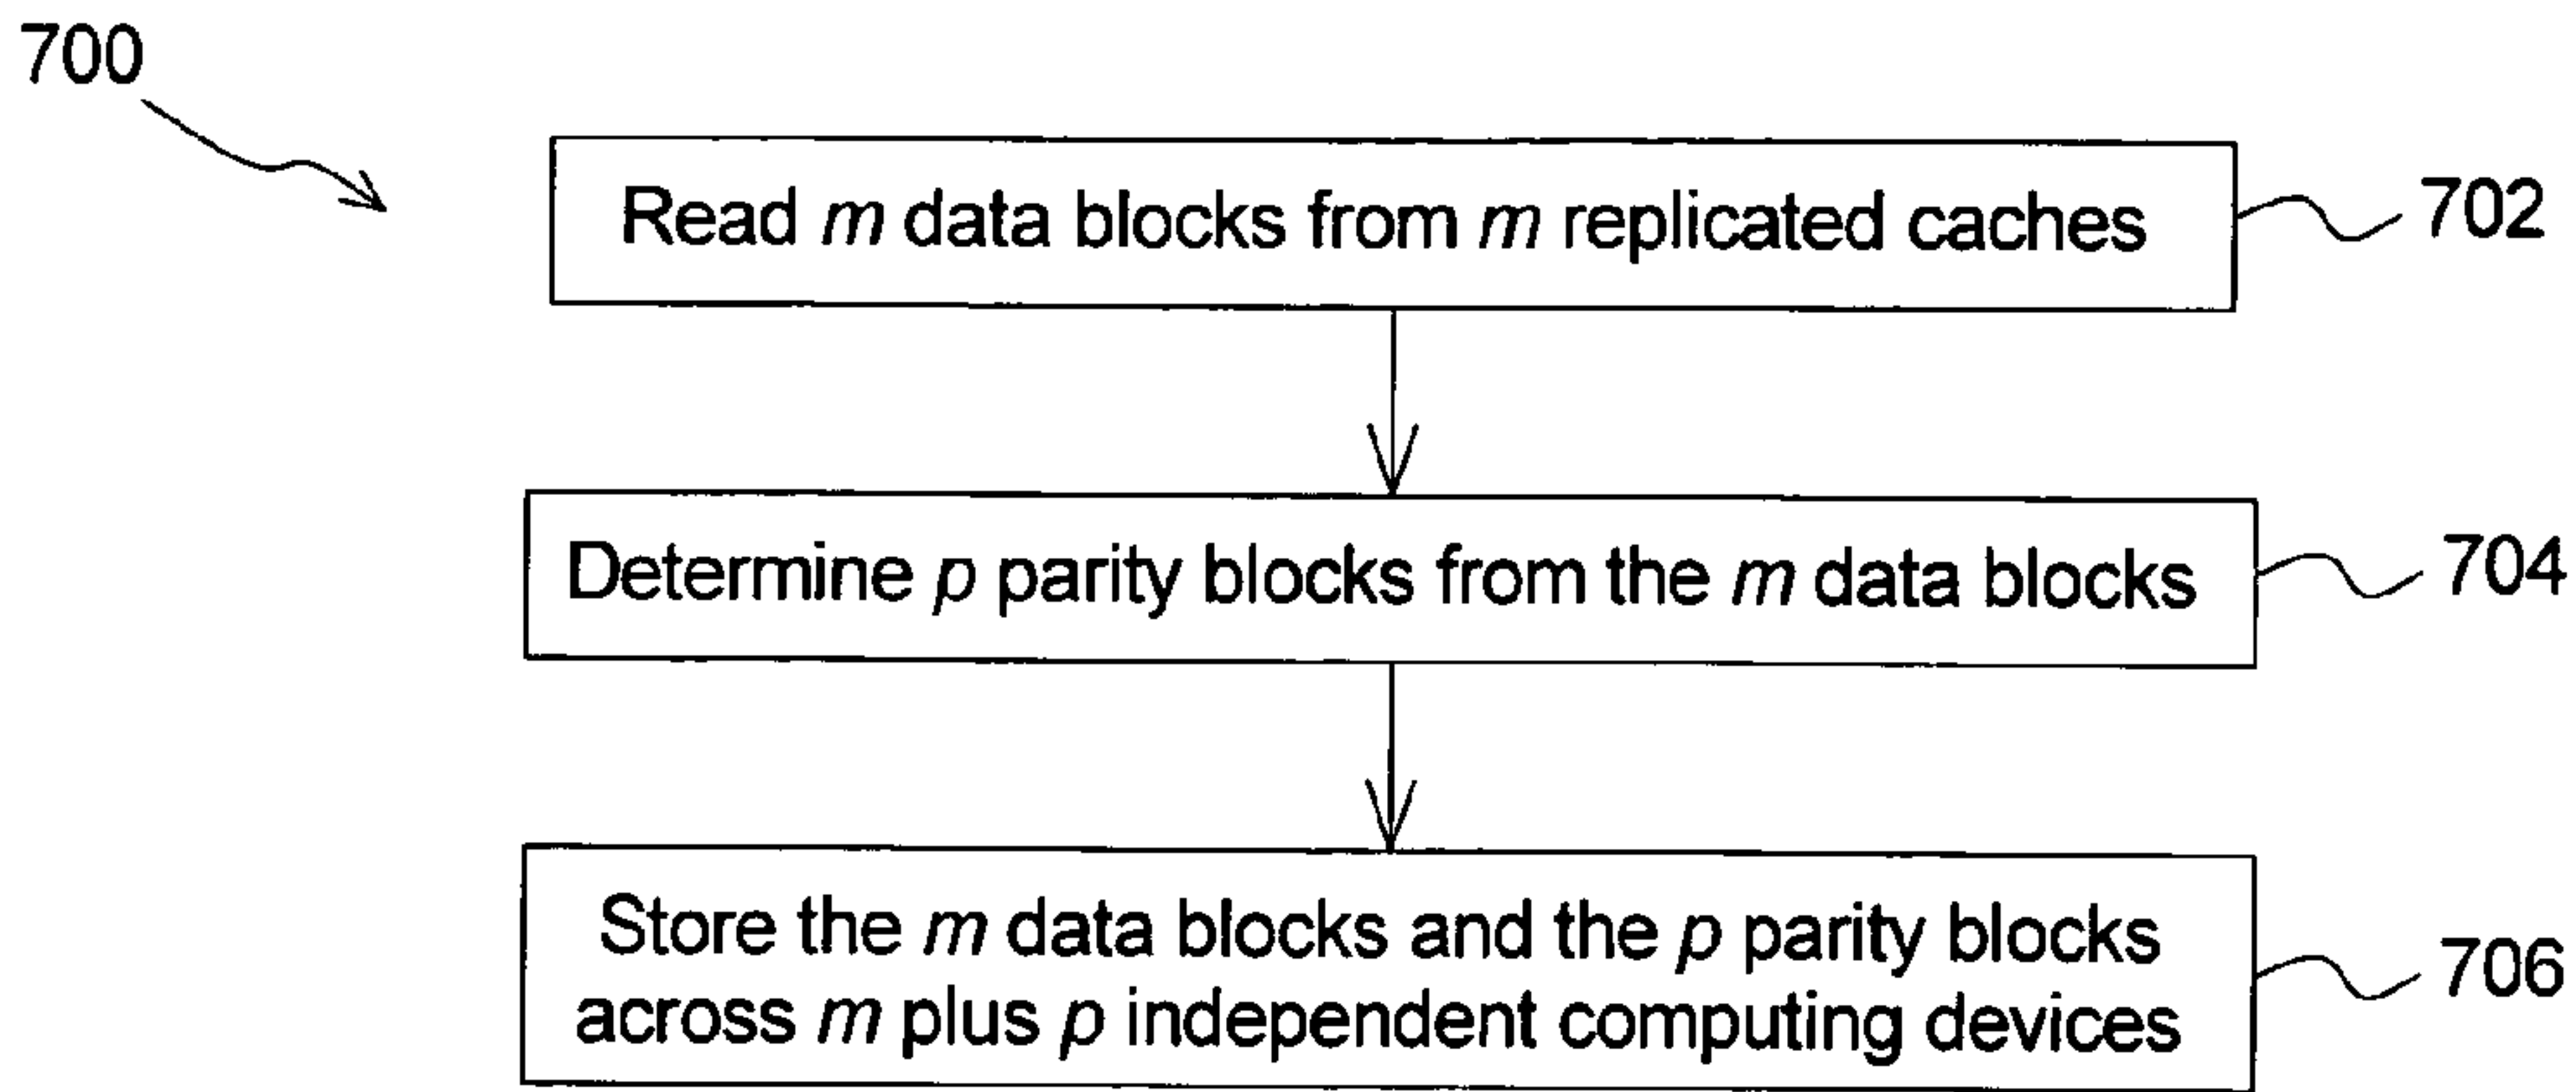 700
Read m data blocks from m replicated caches
702
Determine p parity blocks from the m data blocks
704
Store the m data blocks and the p parity blocks
across m plus p independent computing devices
706